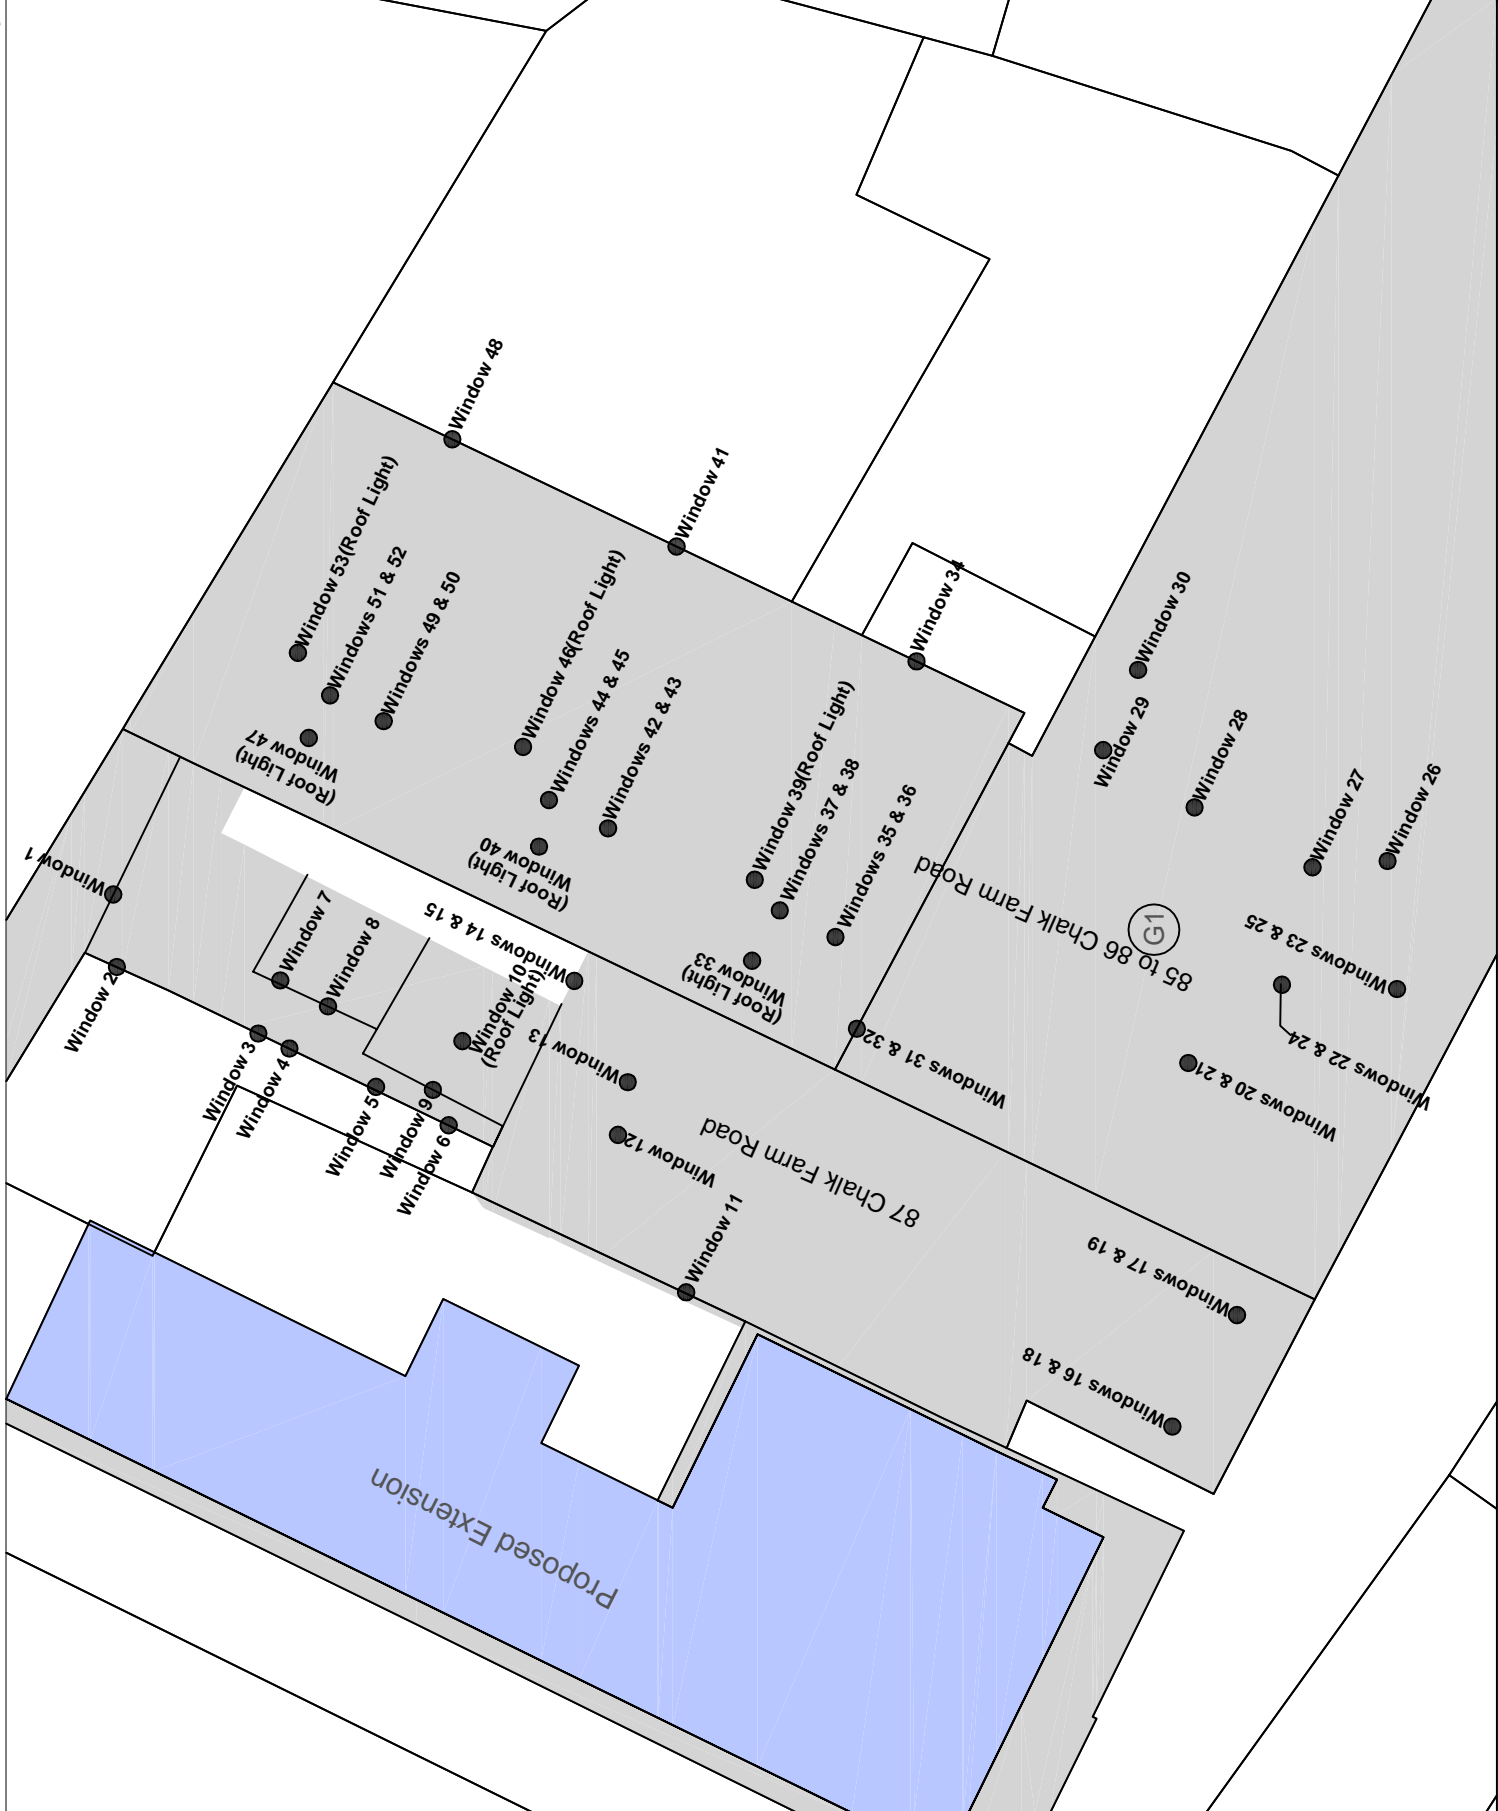 Window 48
Window 41
Window 53(Roof Light)
Windows 51 & 52
Windows 49 & 50
Window 47
(Roof Light)
Window 46(Roof Light)
Windows 44 & 45
Windows 42 & 43
Window 40
(Roof Light)
Window 34
Window 39(Roof Light)
Windows 37 & 38
Windows 35 & 36
Window 33
(Roof Light)
Window 30
Window 29
Window 28
Window 27
Window 26
85 to 86 Chalk Farm Road
G1
Windows 23 & 25
Windows 22 & 24
Windows 20 & 21
Windows 31 & 32
Window 1
Window 2
Window 7
Window 8
Windows 14 & 15
Window 10
(Roof Light)
Window 13
Window 3
Window 4
Window 5
Window 9
Window 6
Window 12
87 Chalk Farm Road
Window 11
Windows 17 & 19
Windows 16 & 18
Proposed Extension